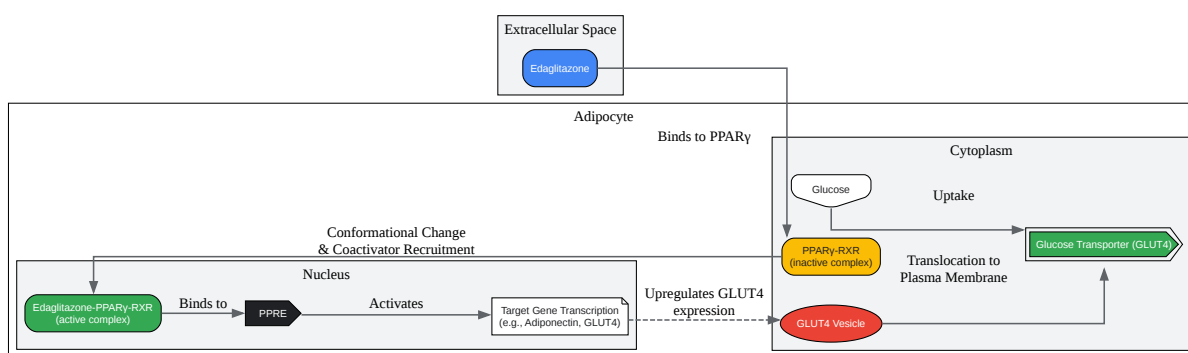 Extracellular Space
Edaglitazone
Adipocyte
Binds to PPARγ
Cytoplasm
Glucose
Uptake
Conformational Change
& Coactivator Recruitment
PPARγ-RXR
(inactive complex)
Glucose Transporter (GLUT4)
Translocation to
Plasma Membrane
Nucleus
Edaglitazone-PPARγ-RXR
(active complex)
Binds to
PPRE
Activates
Target Gene Transcription
(e.g., Adiponectin, GLUT4)
Upregulates GLUT4
expression
GLUT4 Vesicle